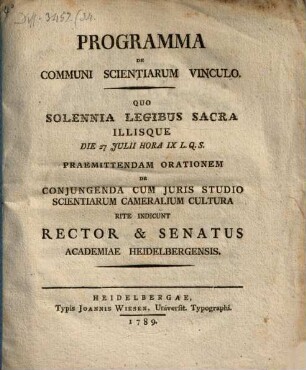 PROGRAMMA
DE
COMMUNI SCIENTIARUM VINCULO.
QUO
SOLENNIA LEGIBUS SACRA
ILLISQUE
DIE 27 JULII HORA IX L.Q.S.
PRAEMITTENDAM ORATIONEM
DE
CONJUNGENDA CUM JURIS STUDIO
SCIENTIARUM CAMERALIUM CULTURA
RITE INDICUNT
RECTOR & SENATUS
ACADEMIAE HEIDELBERGENSIS.
HEIDELBERGAE,
Typis JOANNIS WIESEN, Universit. Typographi.
1789.